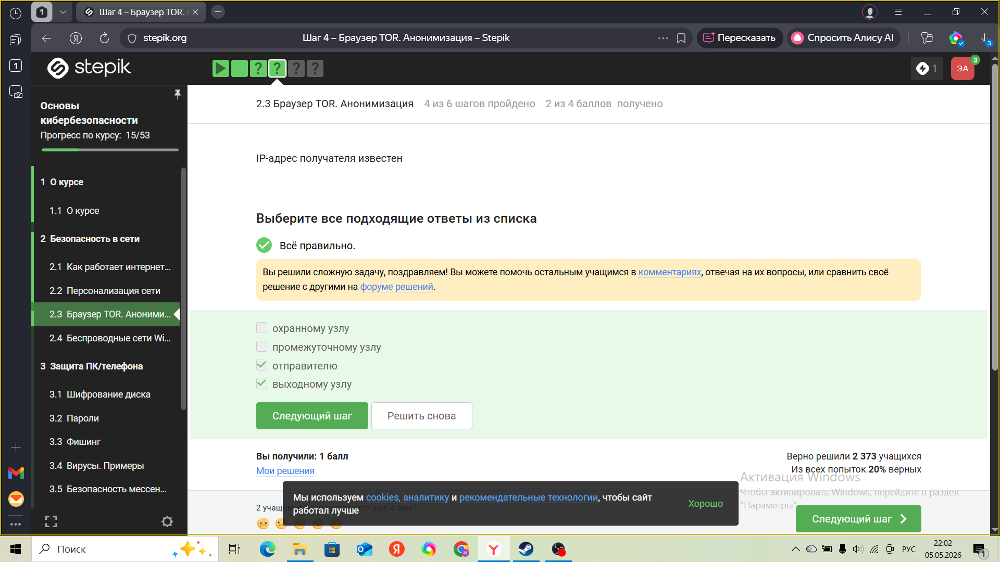 1
Шаг 4 – Браузер TOR. А
stepik.org
Шаг 4 – Браузер TOR. Анонимизация – Stepik
Пересказать
Спросить Алису AI
3
1
stepik
? ? ? ?
1
ЭА
3
Основы кибербезопасности
Прогресс по курсу: 15/53
1 О курсе
1.1 О курсе
2 Безопасность в сети
2.1 Как работает интернет...
2.2 Персонализация сети
2.3 Браузер TOR. Аноними...
2.4 Беспроводные сети Wi...
3 Защита ПК/телефона
3.1 Шифрование диска
3.2 Пароли
3.3 Фишинг
3.4 Вирусы. Примеры
3.5 Безопасность мессен...
2.3 Браузер TOR. Анонимизация 4 из 6 шагов пройдено 2 из 4 баллов получено
IP-адрес получателя известен
Выберите все подходящие ответы из списка
Всё правильно.
Вы решили сложную задачу, поздравляем! Вы можете помочь остальным учащимся в комментариях, отвечая на их вопросы, или сравнить своё
решение с другими на форуме решений.
охранному узлу
промежуточному узлу
отправителю
выходному узлу
Следующий шаг
Решить снова
Вы получили: 1 балл
Мои решения
Верно решили 2 373 учащихся
Из всех попыток 20% верных
Активация Windows
Чтобы активировать Windows, перейдите в раздел
"Параметры"
Мы используем cookies, аналитику и рекомендательные технологии, чтобы сайт
работал лучше
Хорошо
2 учащимся понравился этот шаг, а вам?
Следующий шаг
Поиск
РУС
22:02
05.05.2026
1